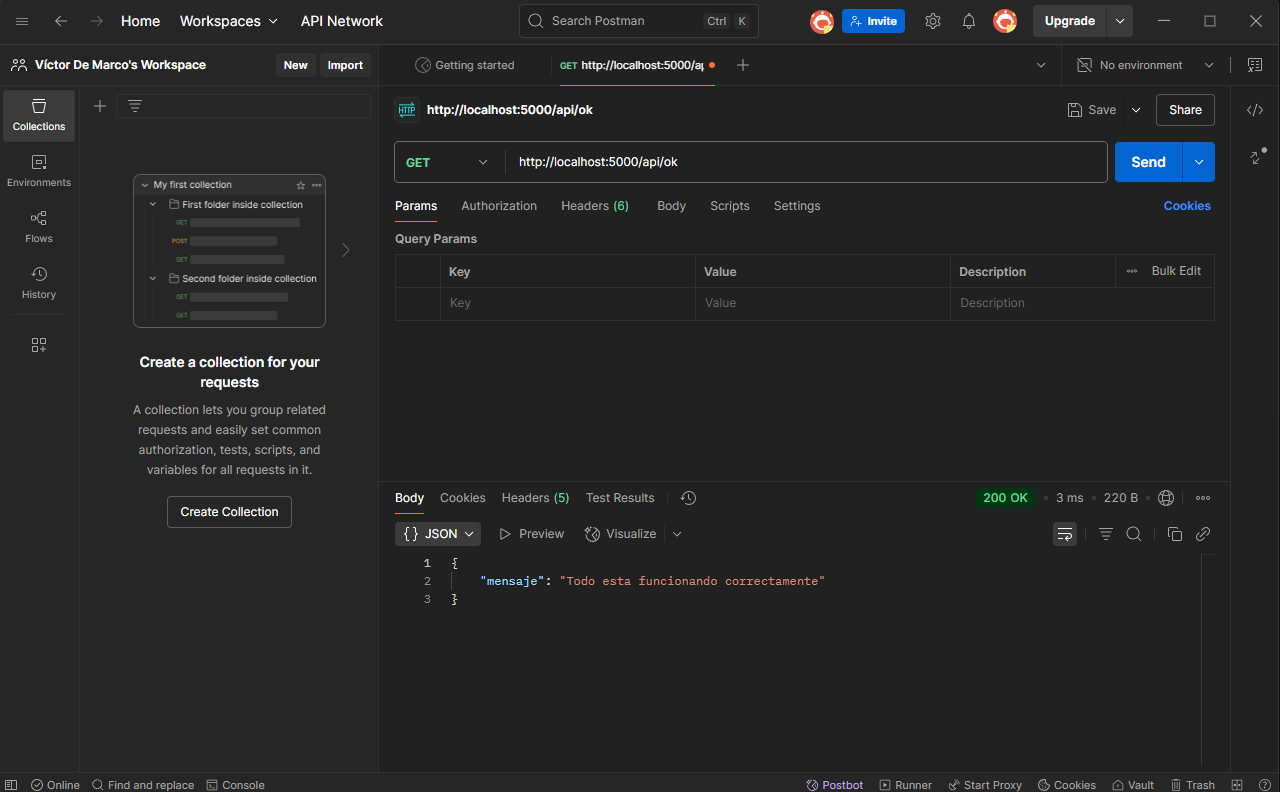 Home Workspaces API Network Search Postman Ctrl K Invite Upgrade
Víctor De Marco's Workspace New Import Getting started GET http://localhost:5000/ap No environment
Collections
Environments
Flows
History
My first collection
First folder inside collection
GET
POST
GET
Second folder inside collection
GET
GET
Create a collection for your
requests
A collection lets you group related
requests and easily set common
authorization, tests, scripts, and
variables for all requests in it.
Create Collection
HTTP http://localhost:5000/api/ok Save Share
GET http://localhost:5000/api/ok Send
Params Authorization Headers (6) Body Scripts Settings Cookies
Query Params
Key Value Description Bulk Edit
Key Value Description
Body Cookies Headers (5) Test Results 200 OK 3 ms 220 B
{} JSON Preview Visualize
1 {
2 "mensaje": "Todo esta funcionando correctamente"
3 }
Online Find and replace Console Postbot Runner Start Proxy Cookies Vault Trash